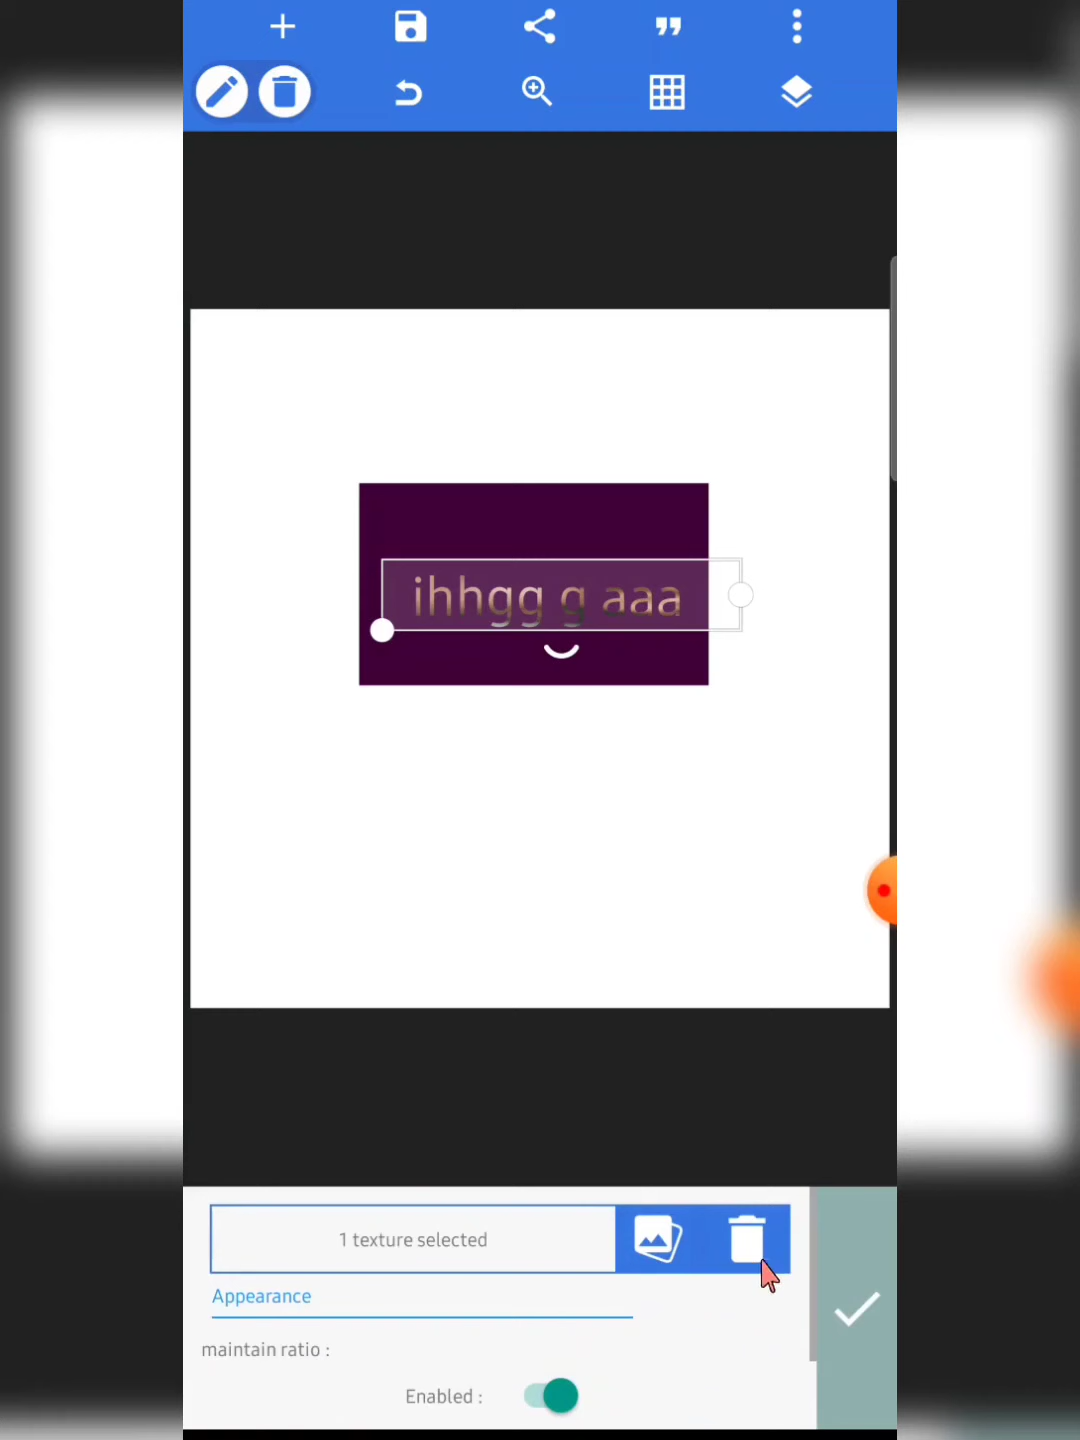 ihhgg g aaa
1 texture selected
Appearance
maintain ratio :
Enabled :